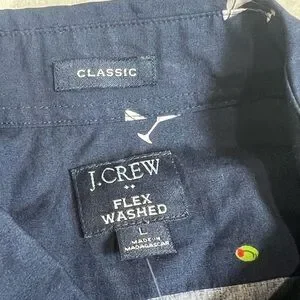 CLASSIC
J.CREW
FLEX
WASHED
L
MADE IN
MADAGASCAR